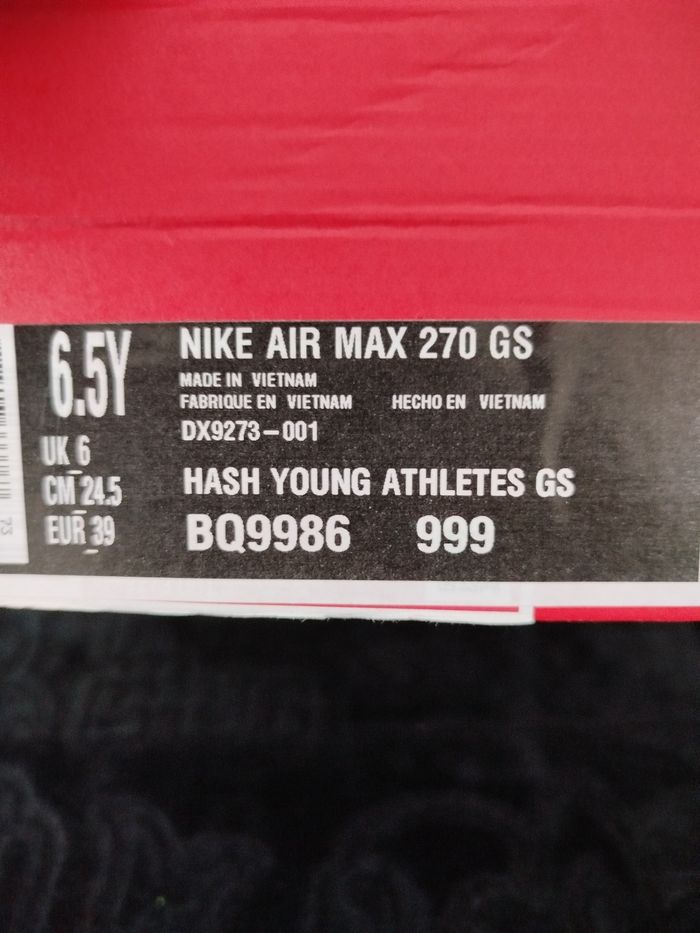 6.5Y
UK 6
CM 24.5
EUR 39
NIKE AIR MAX 270 GS
MADE IN VIETNAM
FABRIQUE EN VIETNAM HECHO EN VIETNAM
DX9273-001
HASH YOUNG ATHLETES GS
BQ9986 999
73